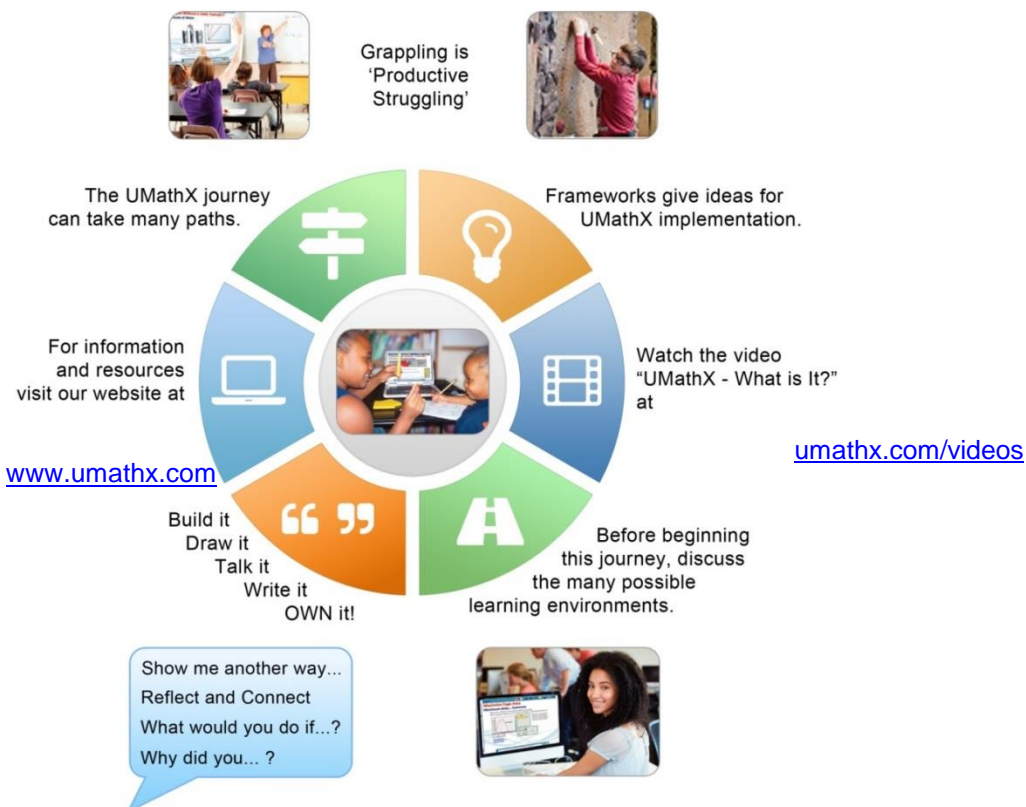 Grappling is
‘Productive
Struggling’
The UMathX journey
can take many paths.
Frameworks give ideas for
UMathX implementation.
For information
and resources
visit our website at
www.umathx.com
Watch the video
“UMathX - What is It?”
at
umathx.com/videos
Build it
Draw it
Talk it
Write it
OWN it!
Before beginning
this journey, discuss
the many possible
learning environments.
Show me another way...
Reflect and Connect
What would you do if...?
Why did you... ?